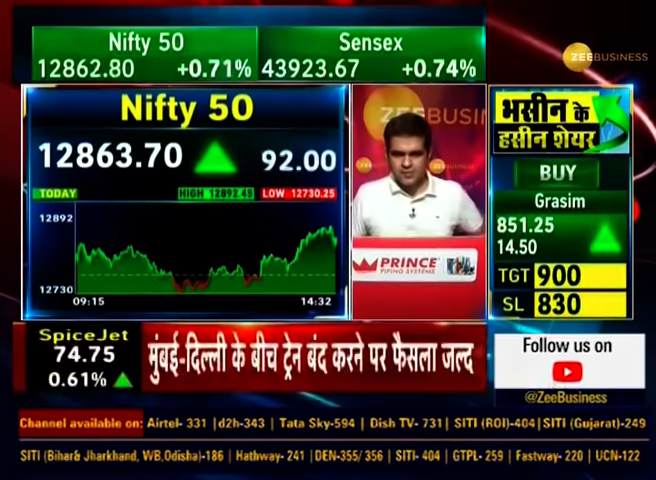 Nifty 50
12862.80 +0.71%
Sensex
43923.67 +0.74%
ZEEBUSINESS
Nifty 50
12863.70 92.00
TODAY HIGH 12892.45 LOW 12730.25
12892
12730
09:15 14:32
ZEEBUSIN
ZEEBUSINESS
PRINCE
PIPING SYSTEMS
भसीन के
हसीन शेयर
BUY
Grasim
851.25
14.50
TGT 900
SL 830
SpiceJet
74.75
0.61%
मुंबई-दिल्ली के बीच ट्रेन बंद करने पर फैसला जल्द
Follow us on
@ZeeBusiness
Channel available on: Airtel- 331 |d2h-343 | Tata Sky-594 | Dish TV- 731| SITI (ROI)-404|SITI (Gujarat)-249
SITI (Bihar& Jharkhand, WB,Odisha)-186 | Hathway- 241 |DEN-355/ 356 | SITI- 404 | GTPL- 259 | Fastway- 220 | UCN-122